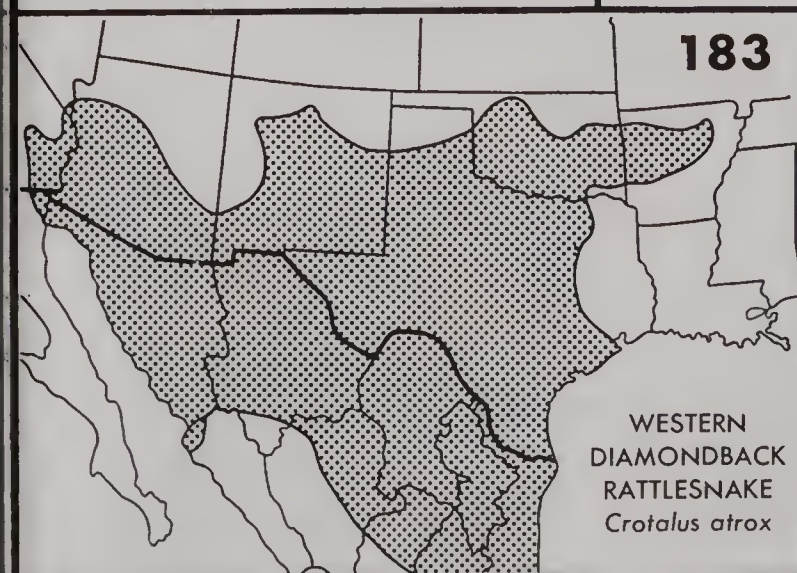 183
WESTERN
DIAMONDBACK
RATTLESNAKE
Crotalus atrox